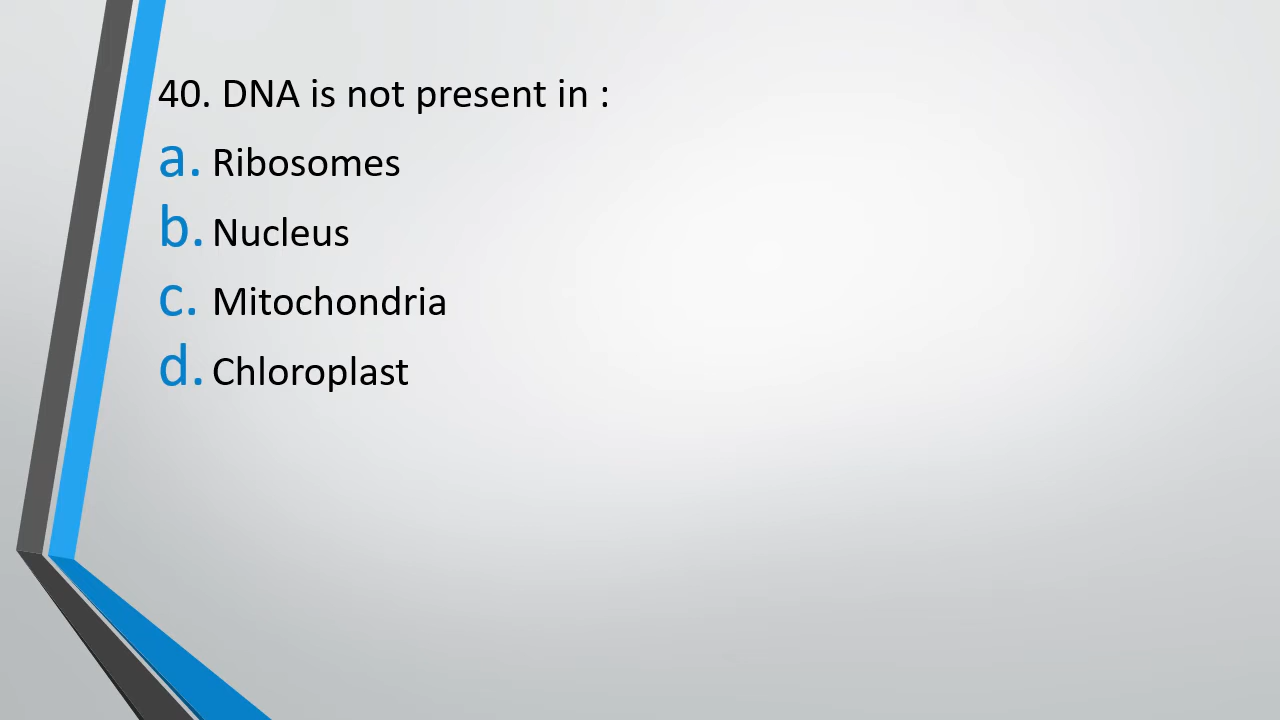 40. DNA is not present in :
a. Ribosomes
b. Nucleus
c. Mitochondria
d. Chloroplast